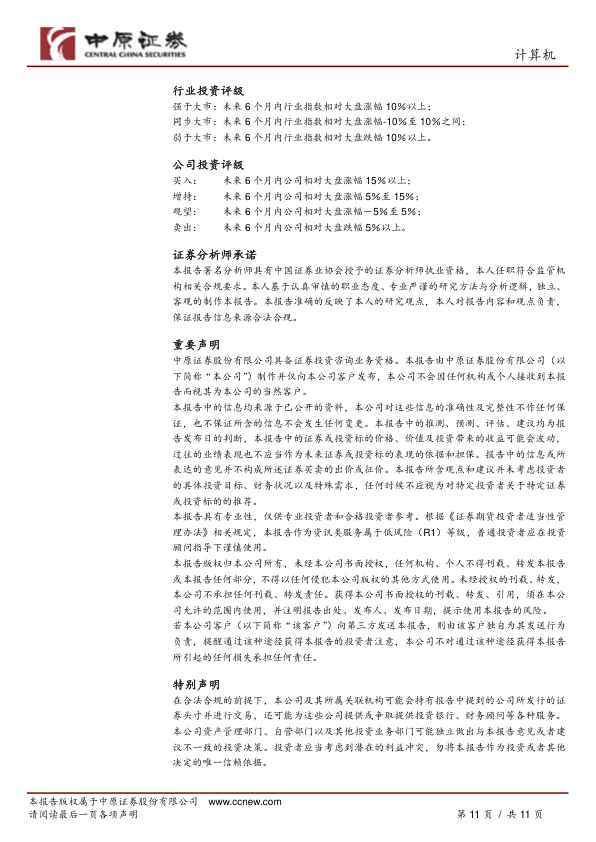 中原证券
CENTRAL CHINA SECURITIES
计算机
行业投资评级
强于大市：未来 6 个月内行业指数相对大盘涨幅 10％以上；
同步大市：未来 6 个月内行业指数相对大盘涨幅-10％至 10％之间；
弱于大市：未来 6 个月内行业指数相对大盘跌幅 10％以上。
公司投资评级
买入： 未来 6 个月内公司相对大盘涨幅 15％以上；
增持： 未来 6 个月内公司相对大盘涨幅 5％至 15％；
观望： 未来 6 个月内公司相对大盘涨幅－5％至 5％；
卖出： 未来 6 个月内公司相对大盘跌幅 5％以上。
证券分析师承诺
本报告署名分析师具有中国证券业协会授予的证券分析师执业资格，本人任职符合监管机
构相关合规要求。本人基于认真审慎的职业态度、专业严谨的研究方法与分析逻辑，独立、
客观的制作本报告。本报告准确的反映了本人的研究观点，本人对报告内容和观点负责，
保证报告信息来源合法合规。
重要声明
中原证券股份有限公司具备证券投资咨询业务资格。本报告由中原证券股份有限公司（以
下简称“本公司”）制作并仅向本公司客户发布，本公司不会因任何机构或个人接收到本报
告而视其为本公司的当然客户。
本报告中的信息均来源于已公开的资料，本公司对这些信息的准确性及完整性不作任何保
证，也不保证所含的信息不会发生任何变更。本报告中的推测、预测、评估、建议均为报
告发布日的判断，本报告中的证券或投资标的价格、价值及投资带来的收益可能会波动，
过往的业绩表现也不应当作为未来证券或投资标的表现的依据和担保。报告中的信息或所
表达的意见并不构成所述证券买卖的出价或征价。本报告所含观点和建议并未考虑投资者
的具体投资目标、财务状况以及特殊需求，任何时候不应视为对特定投资者关于特定证券
或投资标的的推荐。
本报告具有专业性，仅供专业投资者和合格投资者参考。根据《证券期货投资者适当性管
理办法》相关规定，本报告作为资讯类服务属于低风险（R1）等级，普通投资者应在投资
顾问指导下谨慎使用。
本报告版权归本公司所有，未经本公司书面授权，任何机构、个人不得刊载、转发本报告
或本报告任何部分，不得以任何侵犯本公司版权的其他方式使用。未经授权的刊载、转发，
本公司不承担任何刊载、转发责任。获得本公司书面授权的刊载、转发、引用，须在本公
司允许的范围内使用，并注明报告出处、发布人、发布日期，提示使用本报告的风险。
若本公司客户（以下简称“该客户”）向第三方发送本报告，则由该客户独自为其发送行为
负责，提醒通过该种途径获得本报告的投资者注意，本公司不对通过该种途径获得本报告
所引起的任何损失承担任何责任。
特别声明
在合法合规的前提下，本公司及其所属关联机构可能会持有报告中提到的公司所发行的证
券头寸并进行交易，还可能为这些公司提供或争取提供投资银行、财务顾问等各种服务。
本公司资产管理部门、自营部门以及其他投资业务部门可能独立做出与本报告意见或者建
议不一致的投资决策。投资者应当考虑到潜在的利益冲突，勿将本报告作为投资或者其他
决定的唯一信赖依据。
本报告版权属于中原证券股份有限公司 www.ccnew.com
请阅读最后一页各项声明
第 11 页 / 共 11 页